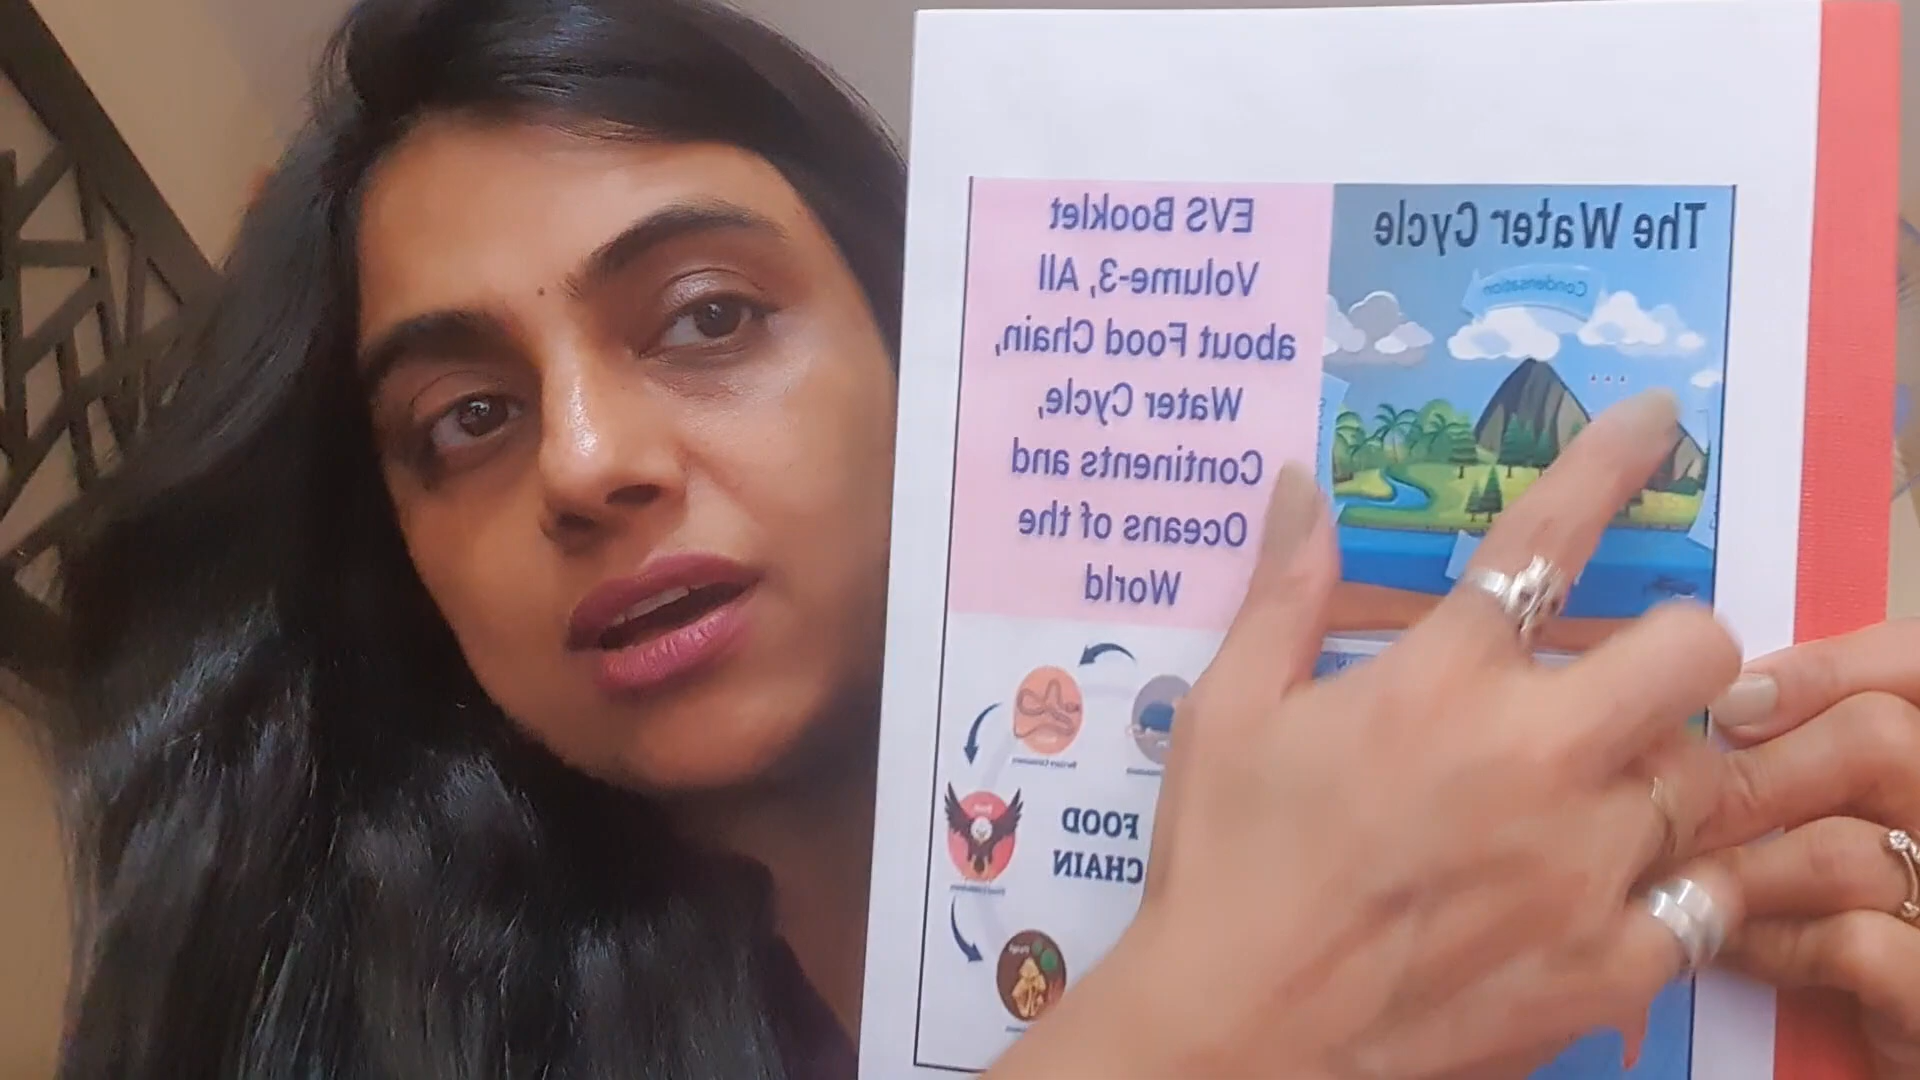 The Water Cycle
Condensation
EVS Booklet
Volume-3, All
about Food Chain,
Water Cycle,
Continents and
Oceans of the
World
FOOD
CHAIN